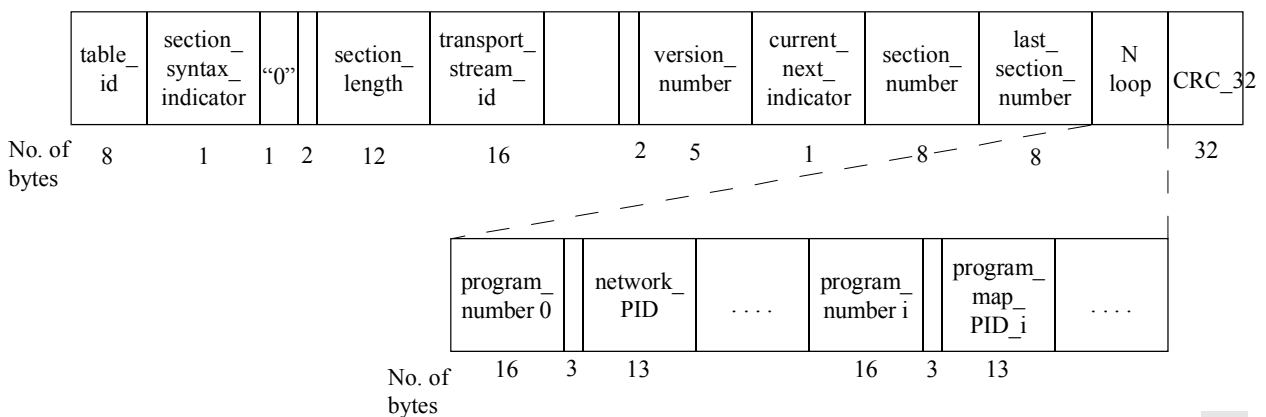 table_ id
section_ syntax_ indicator
“0”
section_ length
transport_ stream_ id
version_ number
current_ next_ indicator
section_ number
last_ section_ number
N loop
CRC_32
No. of bytes
8 1 1 2 12 16 2 5 1 8 8 32
program_ number 0
network_ PID
. . . .
program_ number i
program_ map_ PID_i
. . . .
No. of bytes
16 3 13 16 3 13